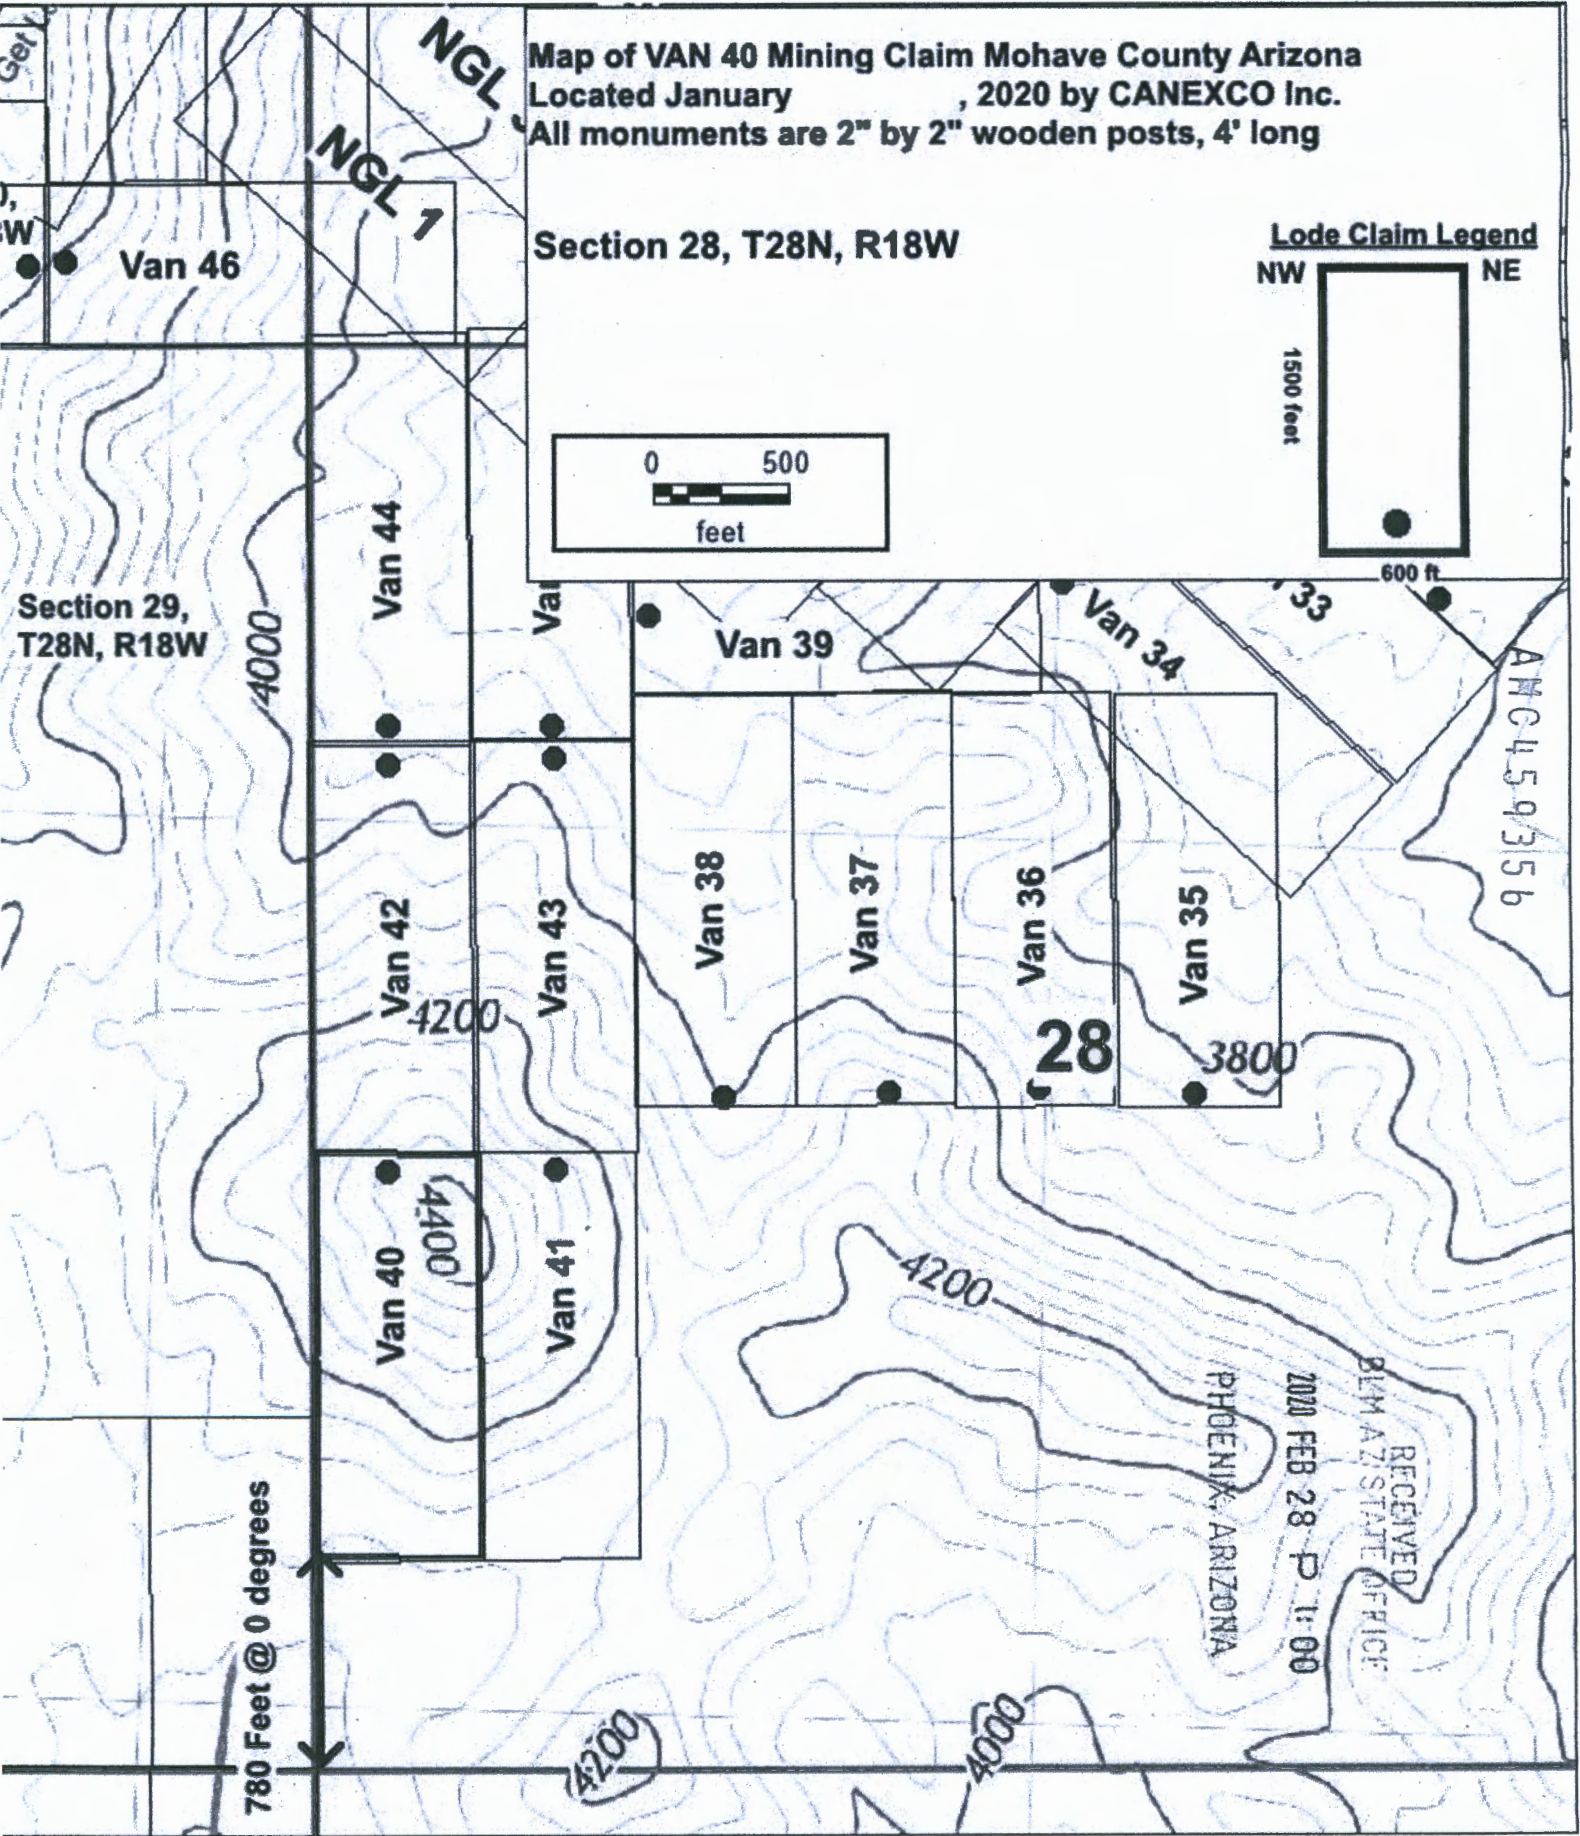 Map of VAN 40 Mining Claim Mohave County Arizona
Located January , 2020 by CANEXCO Inc.
All monuments are 2" by 2" wooden posts, 4' long
Section 28, T28N, R18W
Lode Claim Legend
NW NE
1500 feet
600 ft
0 500
feet
Get
NGL
NGL 1
W
Van 46
Van 44
Section 29,
T28N, R18W
4000
Van 39
Van 34
33
AMC459356
Van 42
Van 43
Van 38
Van 37
Van 36
Van 35
4200
28
3800
Van 40
4400
Van 41
4200
RECEIVED
BLM AZ STATE OFFICE
2020 FEB 28 P 1:00
PHOENIX, ARIZONA
780 Feet @ 0 degrees
4200
4000